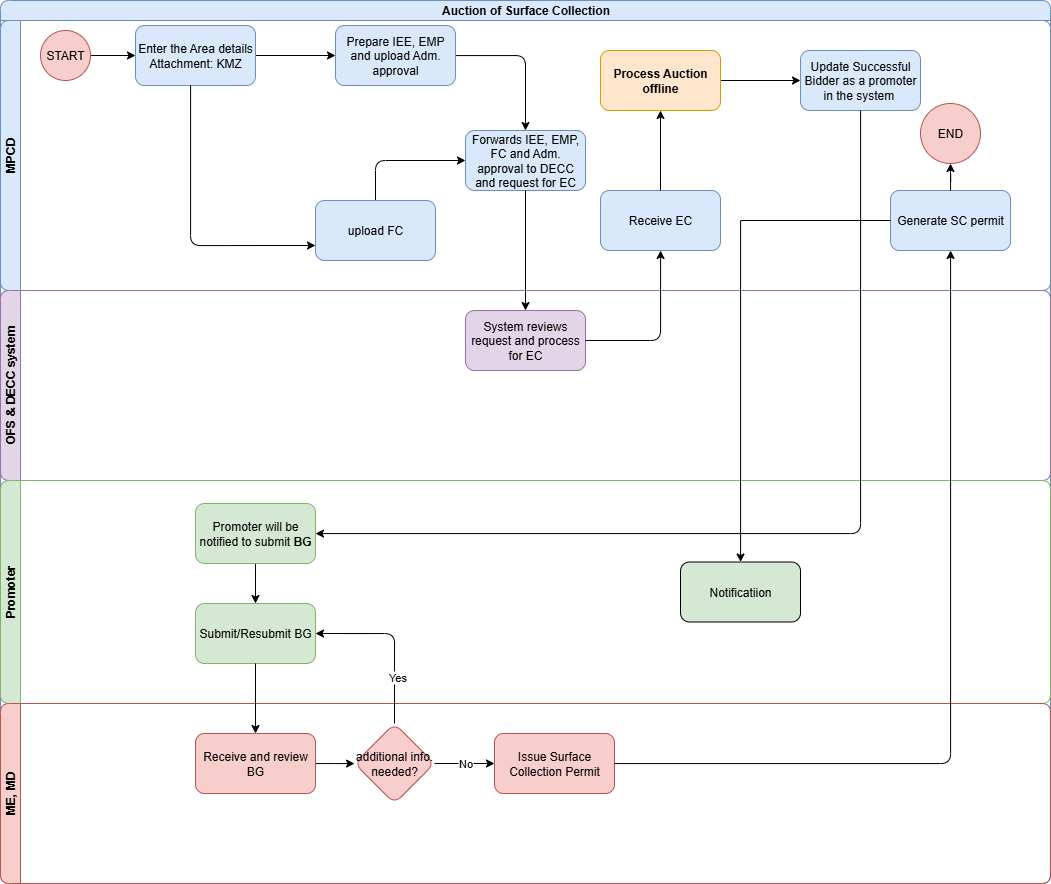 Auction of Surface Collection
MPCD
START
Enter the Area details
Attachment: KMZ
Prepare IEE, EMP
and upload Adm.
approval
Process Auction
offline
Update Successful
Bidder as a promoter
in the system
END
Forwards IEE, EMP,
FC and Adm.
approval to DECC
and request for EC
upload FC
Receive EC
Generate SC permit
OFS & DECC system
System reviews
request and process
for EC
Promoter
Promoter will be
notified to submit BG
Notificatiion
Submit/Resubmit BG
Yes
ME, MD
Receive and review
BG
additional info.
needed?
No
Issue Surface
Collection Permit